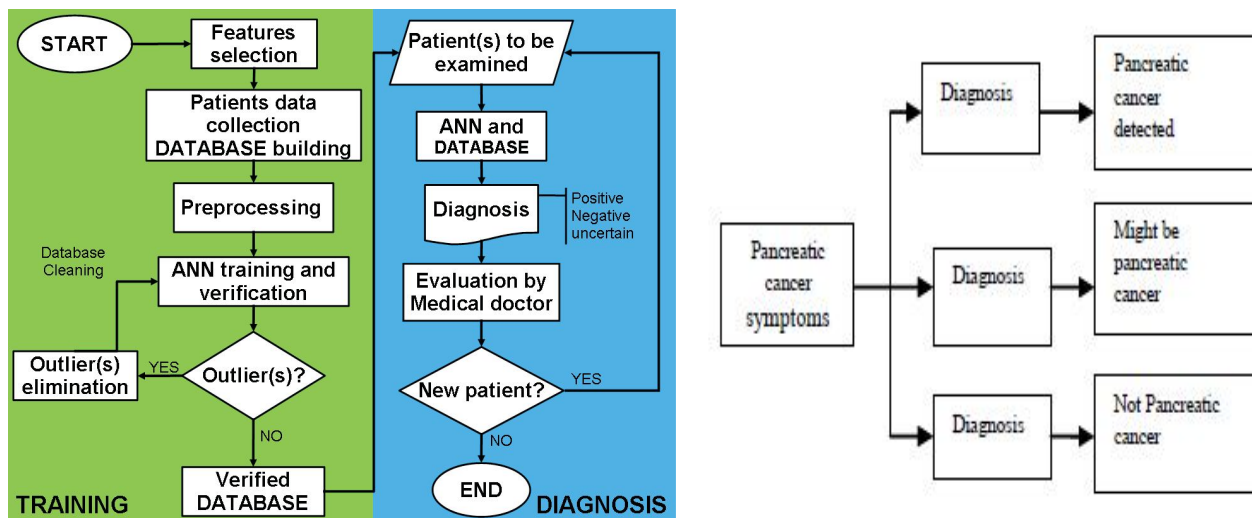 START
Features
selection
Patients data
collection
DATABASE building
Preprocessing
Database
Cleaning
ANN training and
verification
Outlier(s)
elimination
YES
Outlier(s)?
NO
Verified
DATABASE
TRAINING
Patient(s) to be
examined
ANN and
DATABASE
Diagnosis
Positive
Negative
uncertain
Evaluation by
Medical doctor
New patient?
YES
NO
END
DIAGNOSIS
Pancreatic
cancer
symptoms
Diagnosis
Pancreatic
cancer
detected
Diagnosis
Might be
pancreatic
cancer
Diagnosis
Not Pancreatic
cancer